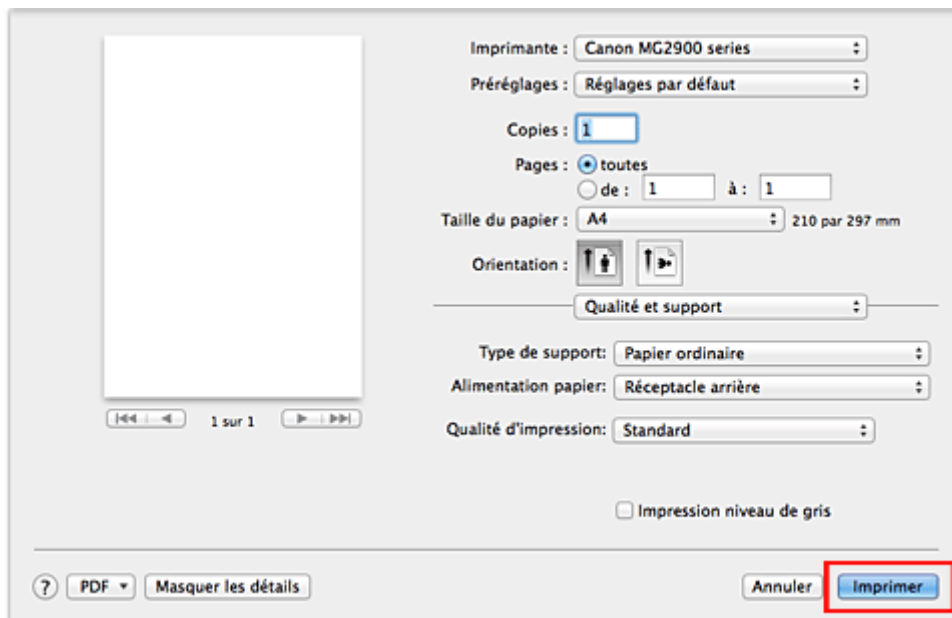 Imprimante : Canon MG2900 series
Préréglages : Réglages par défaut
Copies : 1
Pages : toutes
de : 1 à : 1
Taille du papier : A4 210 par 297 mm
Orientation :
Qualité et support
Type de support: Papier ordinaire
Alimentation papier: Réceptacle arrière
1 sur 1
Qualité d'impression: Standard
Impression niveau de gris
? PDF Masquer les détails Annuler Imprimer